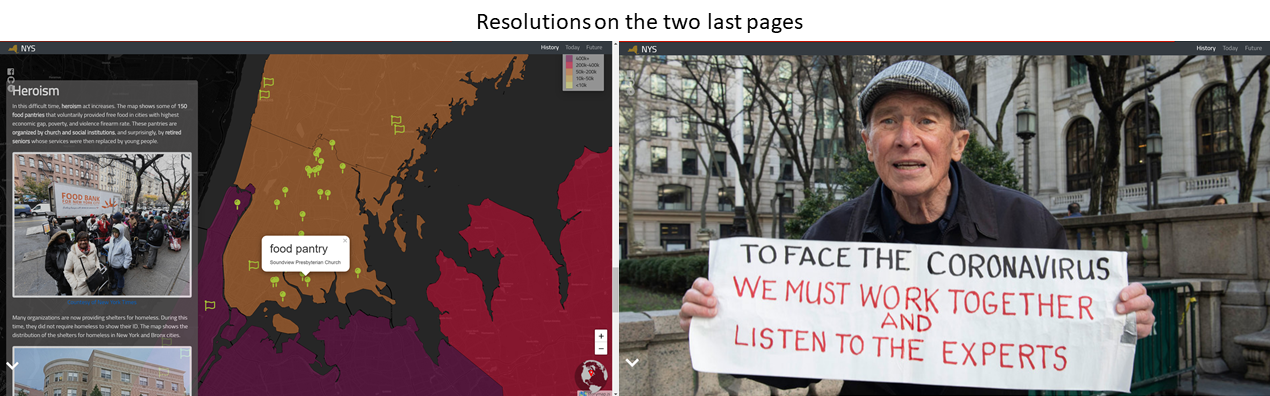 Resolutions on the two last pages
NYS
History Today Future
Heroism
In this difficult time, heroism act increases. The map shows some of 150
food pantries that voluntarily provided free food in cities with highest
economic gap, poverty, and violence firearm rate. These pantries are
organized by church and social institutions, and surprisingly, by retired
seniors whose services were then replaced by young people.
FOOD BANK
Many organizations are now providing shelters for homeless. During this
time, they did not require homeless to show their ID. The map shows the
distribution of the shelters for homeless in New York and Bronx cities.
400k+
200k-400k
50k-200k
10k-50k
<10k
food pantry
×
Soundview Presbyterian Church
+
−
NYS
History Today Future
TO FACE THE CORONAVIRUS
WE MUST WORK TOGETHER
AND
LISTEN TO THE EXPERTS